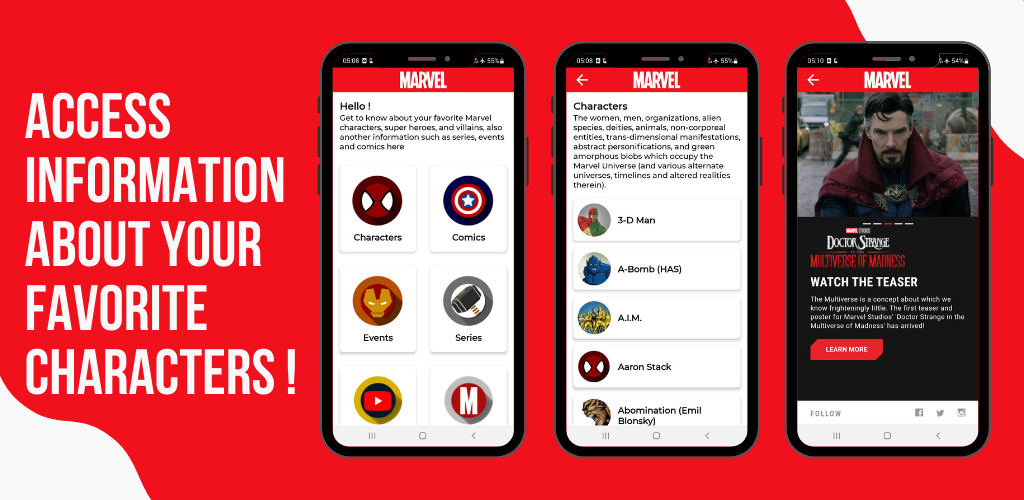 ACCESS
INFORMATION
ABOUT YOUR
FAVORITE
CHARACTERS !
05:08
55%
MARVEL
Hello !
Get to know about your favorite Marvel
characters, super heroes, and villains, also
another information such as series, events
and comics here
Characters
Comics
Events
Series
M
05:08
55%
MARVEL
Characters
The women, men, organizations, alien
species, deities, animals, non-corporeal
entities, trans-dimensional manifestations,
abstract personifications, and green
amorphous blobs which occupy the
Marvel Universe (and various alternate
universes, timelines and altered realities
therein).
3-D Man
A-Bomb (HAS)
A.I.M.
Aaron Stack
Abomination (Emil
Blonsky)
05:10
54%
MARVEL
MARVEL STUDIOS
DOCTOR STRANGE
IN THE
MULTIVERSE OF MADNESS
WATCH THE TEASER
The Multiverse is a concept about which we
know frighteningly little. The first teaser and
poster for Marvel Studios' 'Doctor Strange in the
Multiverse of Madness' has arrived!
LEARN MORE
FOLLOW